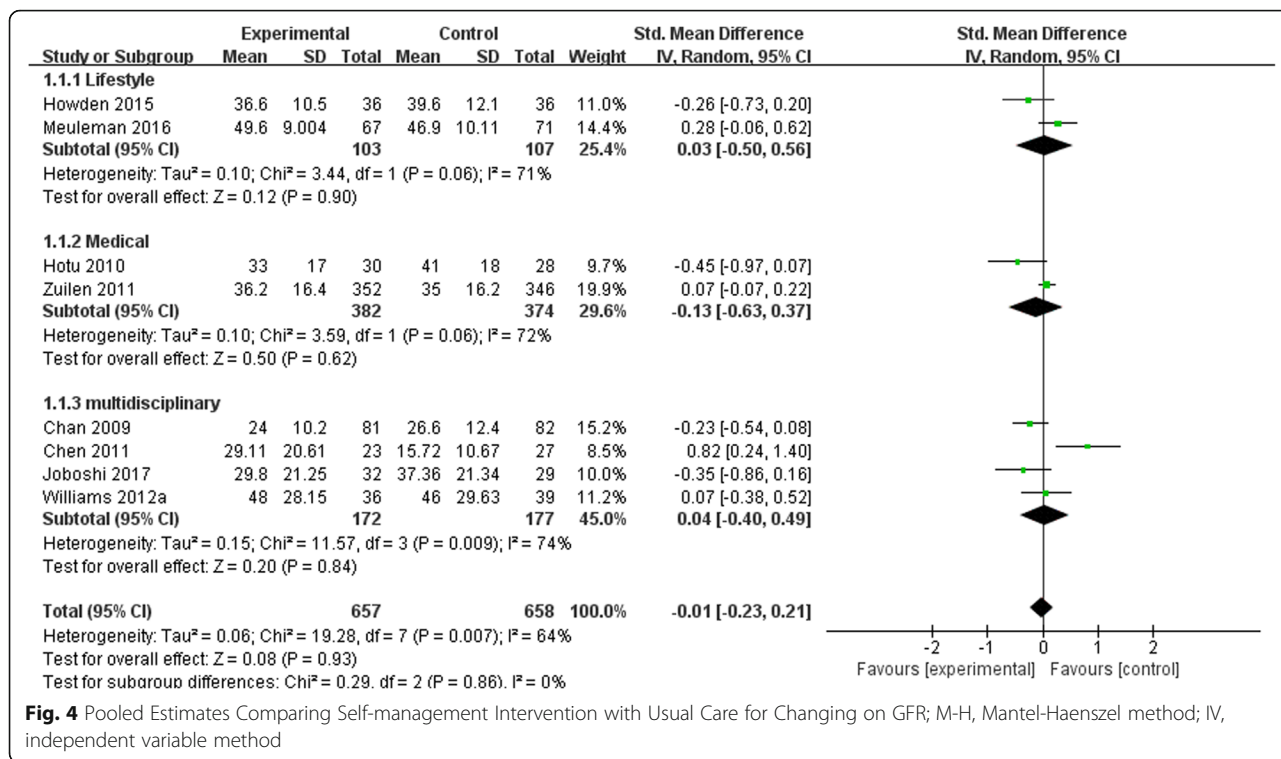 Experimental Control Std. Mean Difference Std. Mean Difference
Study or Subgroup Mean SD Total Mean SD Total Weight IV, Random, 95% CI IV, Random, 95% CI
1.1.1 Lifestyle
Howden 2015 36.6 10.5 36 39.6 12.1 36 11.0% -0.26 [-0.73, 0.20]
Meuleman 2016 49.6 9.004 67 46.9 10.11 71 14.4% 0.28 [-0.06, 0.62]
Subtotal (95% CI) 103 107 25.4% 0.03 [-0.50, 0.56]
Heterogeneity: Tau² = 0.10; Chi² = 3.44, df = 1 (P = 0.06); I² = 71%
Test for overall effect: Z = 0.12 (P = 0.90)
1.1.2 Medical
Hotu 2010 33 17 30 41 18 28 9.7% -0.45 [-0.97, 0.07]
Zuilen 2011 36.2 16.4 352 35 16.2 346 19.9% 0.07 [-0.07, 0.22]
Subtotal (95% CI) 382 374 29.6% -0.13 [-0.63, 0.37]
Heterogeneity: Tau² = 0.10; Chi² = 3.59, df = 1 (P = 0.06); I² = 72%
Test for overall effect: Z = 0.50 (P = 0.62)
1.1.3 multidisciplinary
Chan 2009 24 10.2 81 26.6 12.4 82 15.2% -0.23 [-0.54, 0.08]
Chen 2011 29.11 20.61 23 15.72 10.67 27 8.5% 0.82 [0.24, 1.40]
Joboshi 2017 29.8 21.25 32 37.36 21.34 29 10.0% -0.35 [-0.86, 0.16]
Williams 2012a 48 28.15 36 46 29.63 39 11.2% 0.07 [-0.38, 0.52]
Subtotal (95% CI) 172 177 45.0% 0.04 [-0.40, 0.49]
Heterogeneity: Tau² = 0.15; Chi² = 11.57, df = 3 (P = 0.009); I² = 74%
Test for overall effect: Z = 0.20 (P = 0.84)
Total (95% CI) 657 658 100.0% -0.01 [-0.23, 0.21]
Heterogeneity: Tau² = 0.06; Chi² = 19.28, df = 7 (P = 0.007); I² = 64%
Test for overall effect: Z = 0.08 (P = 0.93)
Test for subgroup differences: Chi² = 0.29, df = 2 (P = 0.86), I² = 0%
-2 -1 0 1 2
Favours [experimental] Favours [control]
Fig. 4 Pooled Estimates Comparing Self-management Intervention with Usual Care for Changing on GFR; M-H, Mantel-Haenszel method; IV,
independent variable method